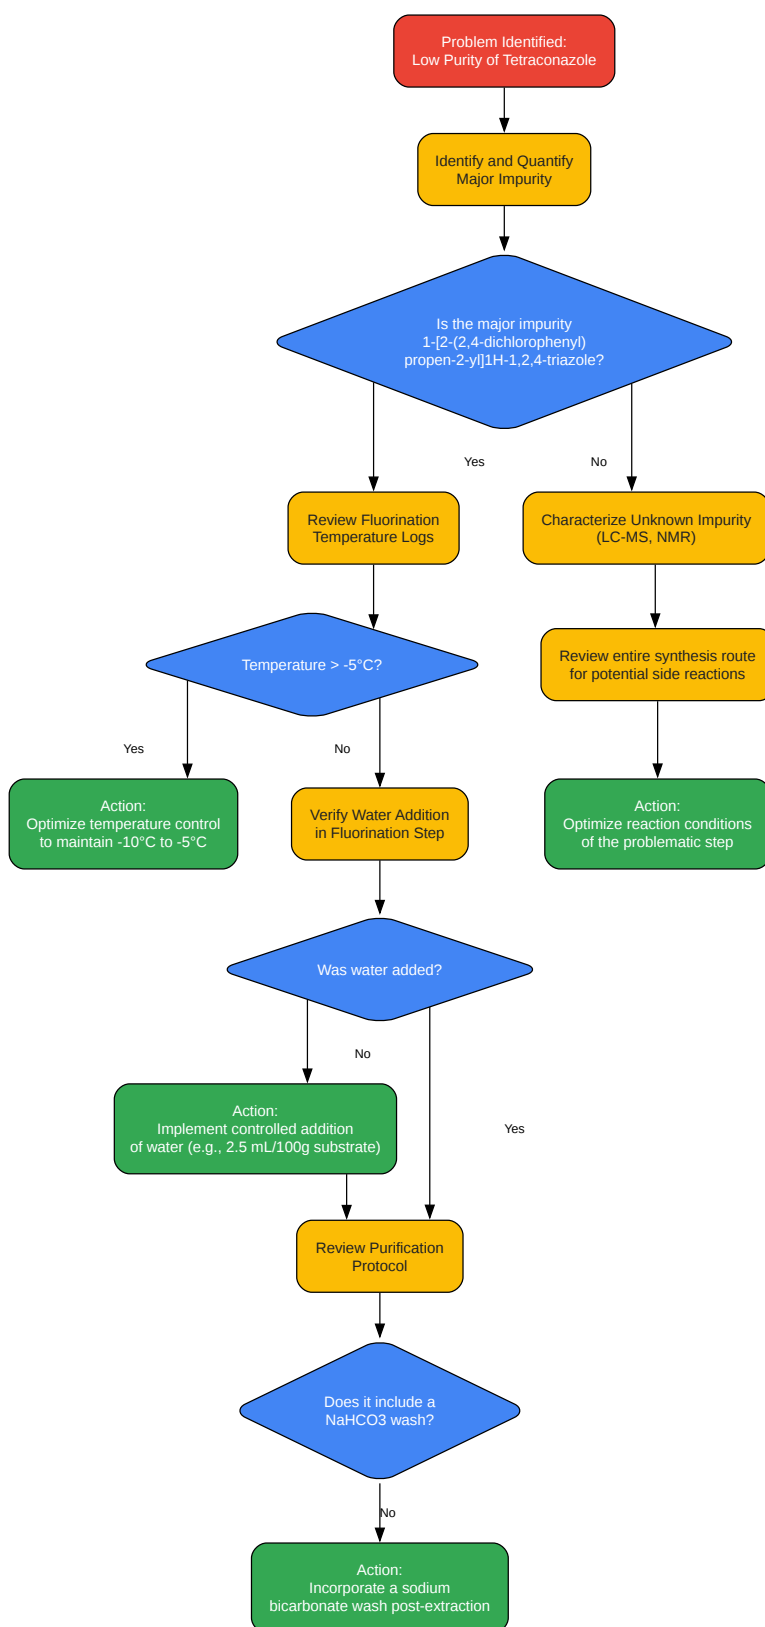 Problem Identified:
Low Purity of Tetraconazole
Identify and Quantify
Major Impurity
Is the major impurity
1-[2-(2,4-dichlorophenyl)
propen-2-yl]1H-1,2,4-triazole?
Yes
No
Review Fluorination
Temperature Logs
Characterize Unknown Impurity
(LC-MS, NMR)
Temperature > -5°C?
Review entire synthesis route
for potential side reactions
Yes
No
Action:
Optimize temperature control
to maintain -10°C to -5°C
Verify Water Addition
in Fluorination Step
Action:
Optimize reaction conditions
of the problematic step
Was water added?
No
Action:
Implement controlled addition
of water (e.g., 2.5 mL/100g substrate)
Yes
Review Purification
Protocol
Does it include a
NaHCO3 wash?
No
Action:
Incorporate a sodium
bicarbonate wash post-extraction